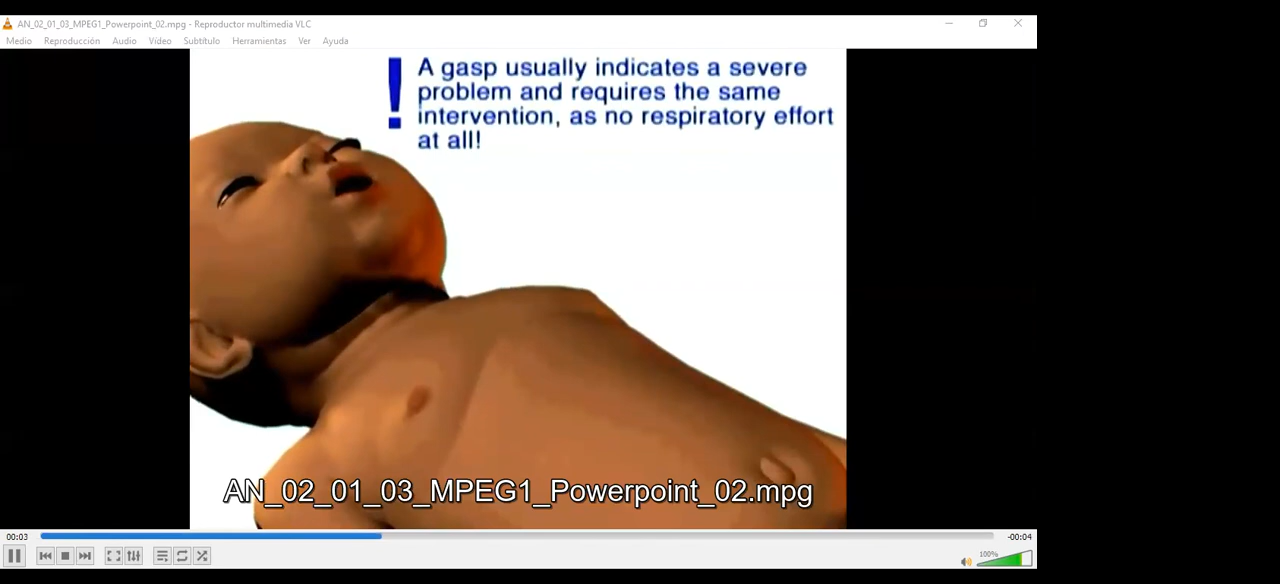 AN_02_01_03_MPEG1_Powerpoint_02.mpg - Reproductor multimedia VLC
Medio Reproducción Audio Vídeo Subtítulo Herramientas Ver Ayuda
! A gasp usually indicates a severe
problem and requires the same
intervention, as no respiratory effort
at all!
AN_02_01_03_MPEG1_Powerpoint_02.mpg
00:03 -00:04
100%